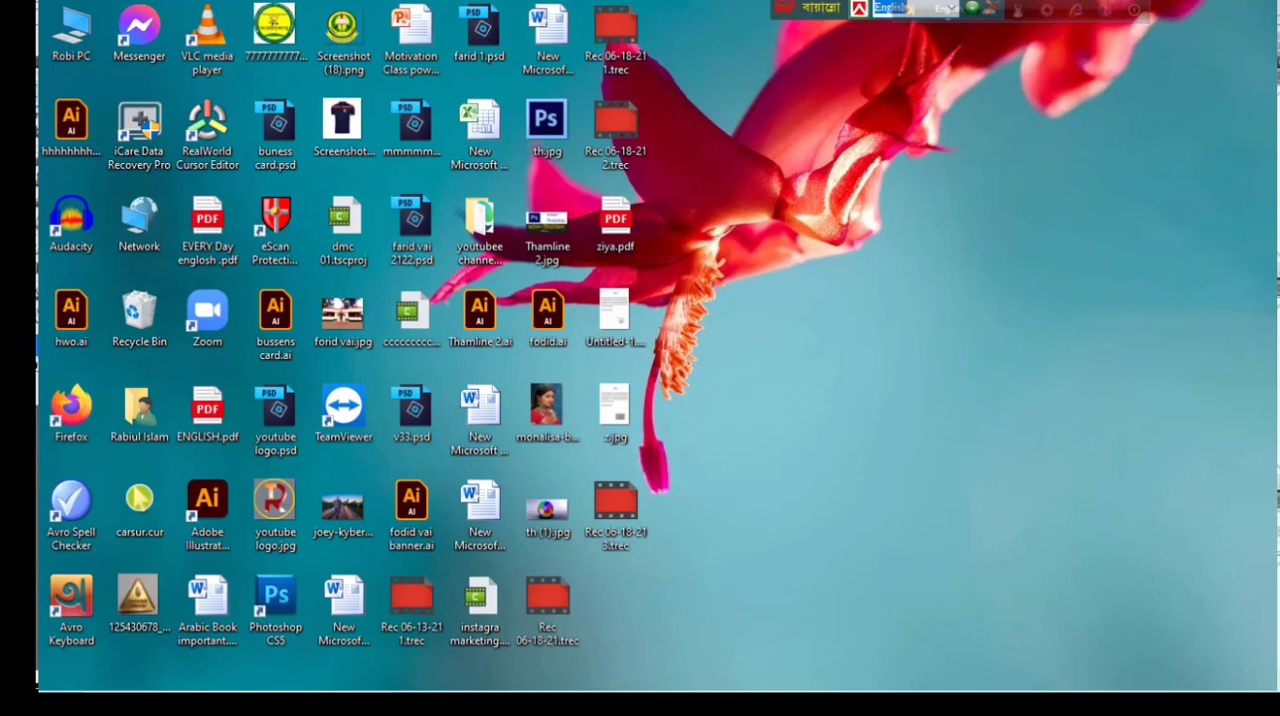 বায়ান্নো
English
Robi PC
Messenger
VLC media
player
7777777777...
Screenshot
(18).png
Motivation
Class pow...
farid 1.psd
New
Microsof...
Rec 06-18-21
1.trec
hhhhhhhh...
iCare Data
Recovery Pro
RealWorld
Cursor Editor
buness
card.psd
Screenshot...
mmmmm...
New
Microsoft ...
th.jpg
Rec 06-18-21
2.trec
Audacity
Network
EVERY Day
englosh .pdf
eScan
Protecti...
dmc
01.tscproj
farid vai
2122.psd
youtubee
channe...
Thamline
2.jpg
ziya.pdf
hwo.ai
Recycle Bin
Zoom
bussens
card.ai
forid vai.jpg
ccccccccc...
Thamline 2.ai
fodid.ai
Untitled-1....
Firefox
Rabiul Islam
ENGLISH.pdf
youtube
logo.psd
TeamViewer
v33.psd
New
Microsoft ...
monalisa-b...
z.jpg
Avro Spell
Checker
carsur.cur
Adobe
Illustrat...
youtube
logo.jpg
joey-kyber...
fodid vai
banner.ai
New
Microsof...
th (1).jpg
Rec 06-18-21
3.trec
Avro
Keyboard
125430678_...
Arabic Book
important....
Photoshop
CS5
New
Microsof...
Rec 06-13-21
1.trec
instagra
marketing....
Rec
06-18-21.trec